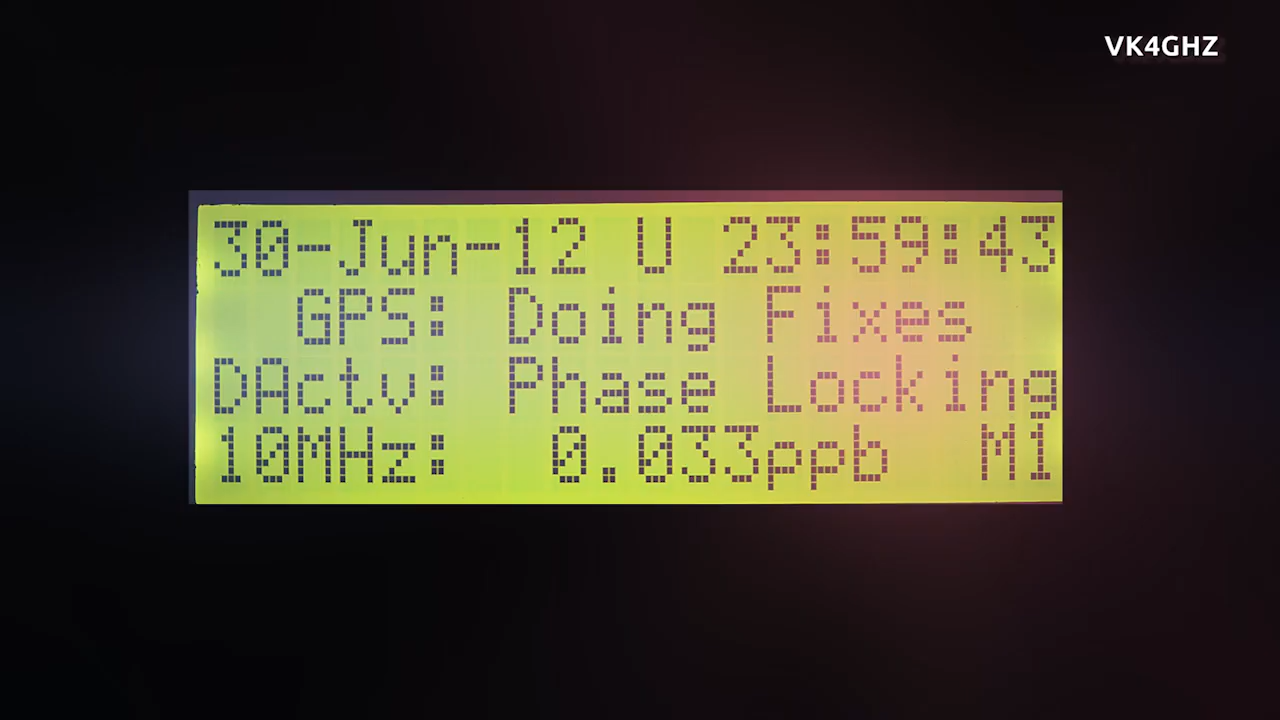 VK4GHZ
30-Jun-12 U 23:59:43
GPS: Doing Fixes
DActv: Phase Locking
10MHz: 0.033ppb M1